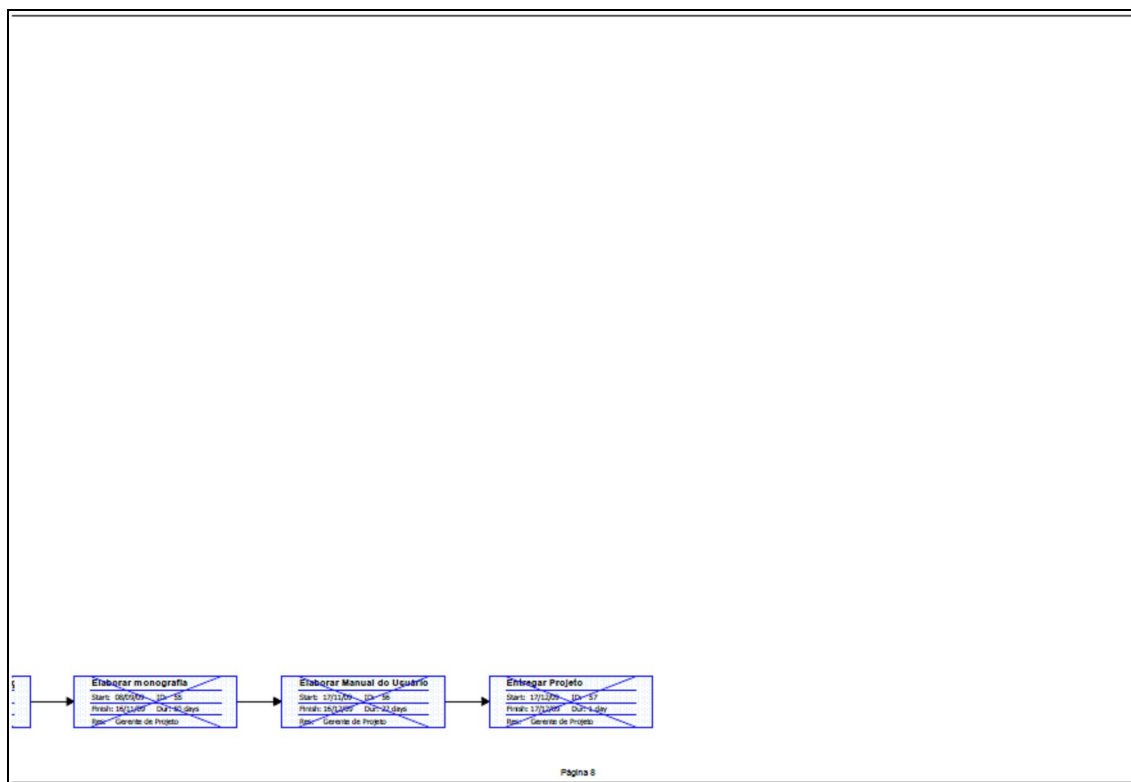 Elaborar monografia
Start: 08/09/09 ID: 55
Finish: 16/11/09 Dur: 50 days
Res: Gerente de Projeto
Elaborar Manual do Usuário
Start: 17/11/09 ID: 56
Finish: 16/12/09 Dur: 22 days
Res: Gerente de Projeto
Entregar Projeto
Start: 17/12/09 ID: 57
Finish: 17/12/09 Dur: 1 day
Res: Gerente de Projeto
Página 8